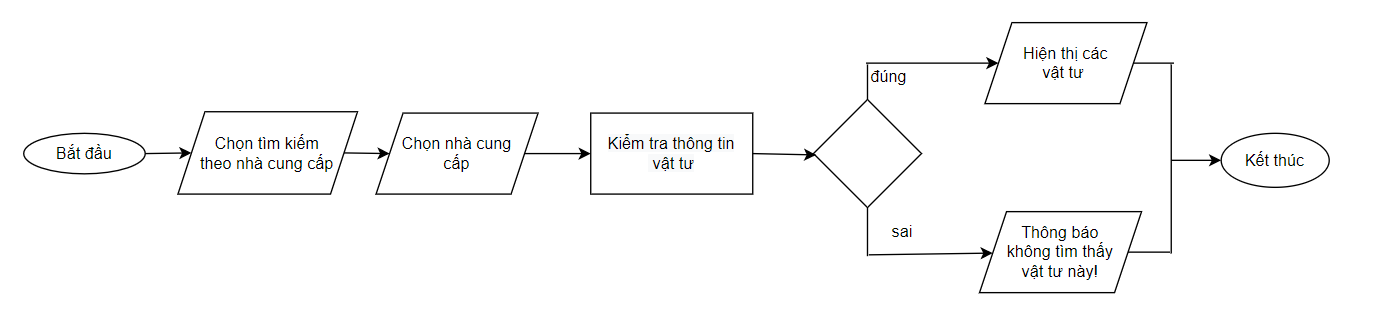 Bắt đầu
Chọn tìm kiếm
theo nhà cung cấp
Chọn nhà cung
cấp
Kiểm tra thông tin
vật tư
đúng
Hiện thị các
vật tư
sai
Thông báo
không tìm thấy
vật tư này!
Kết thúc